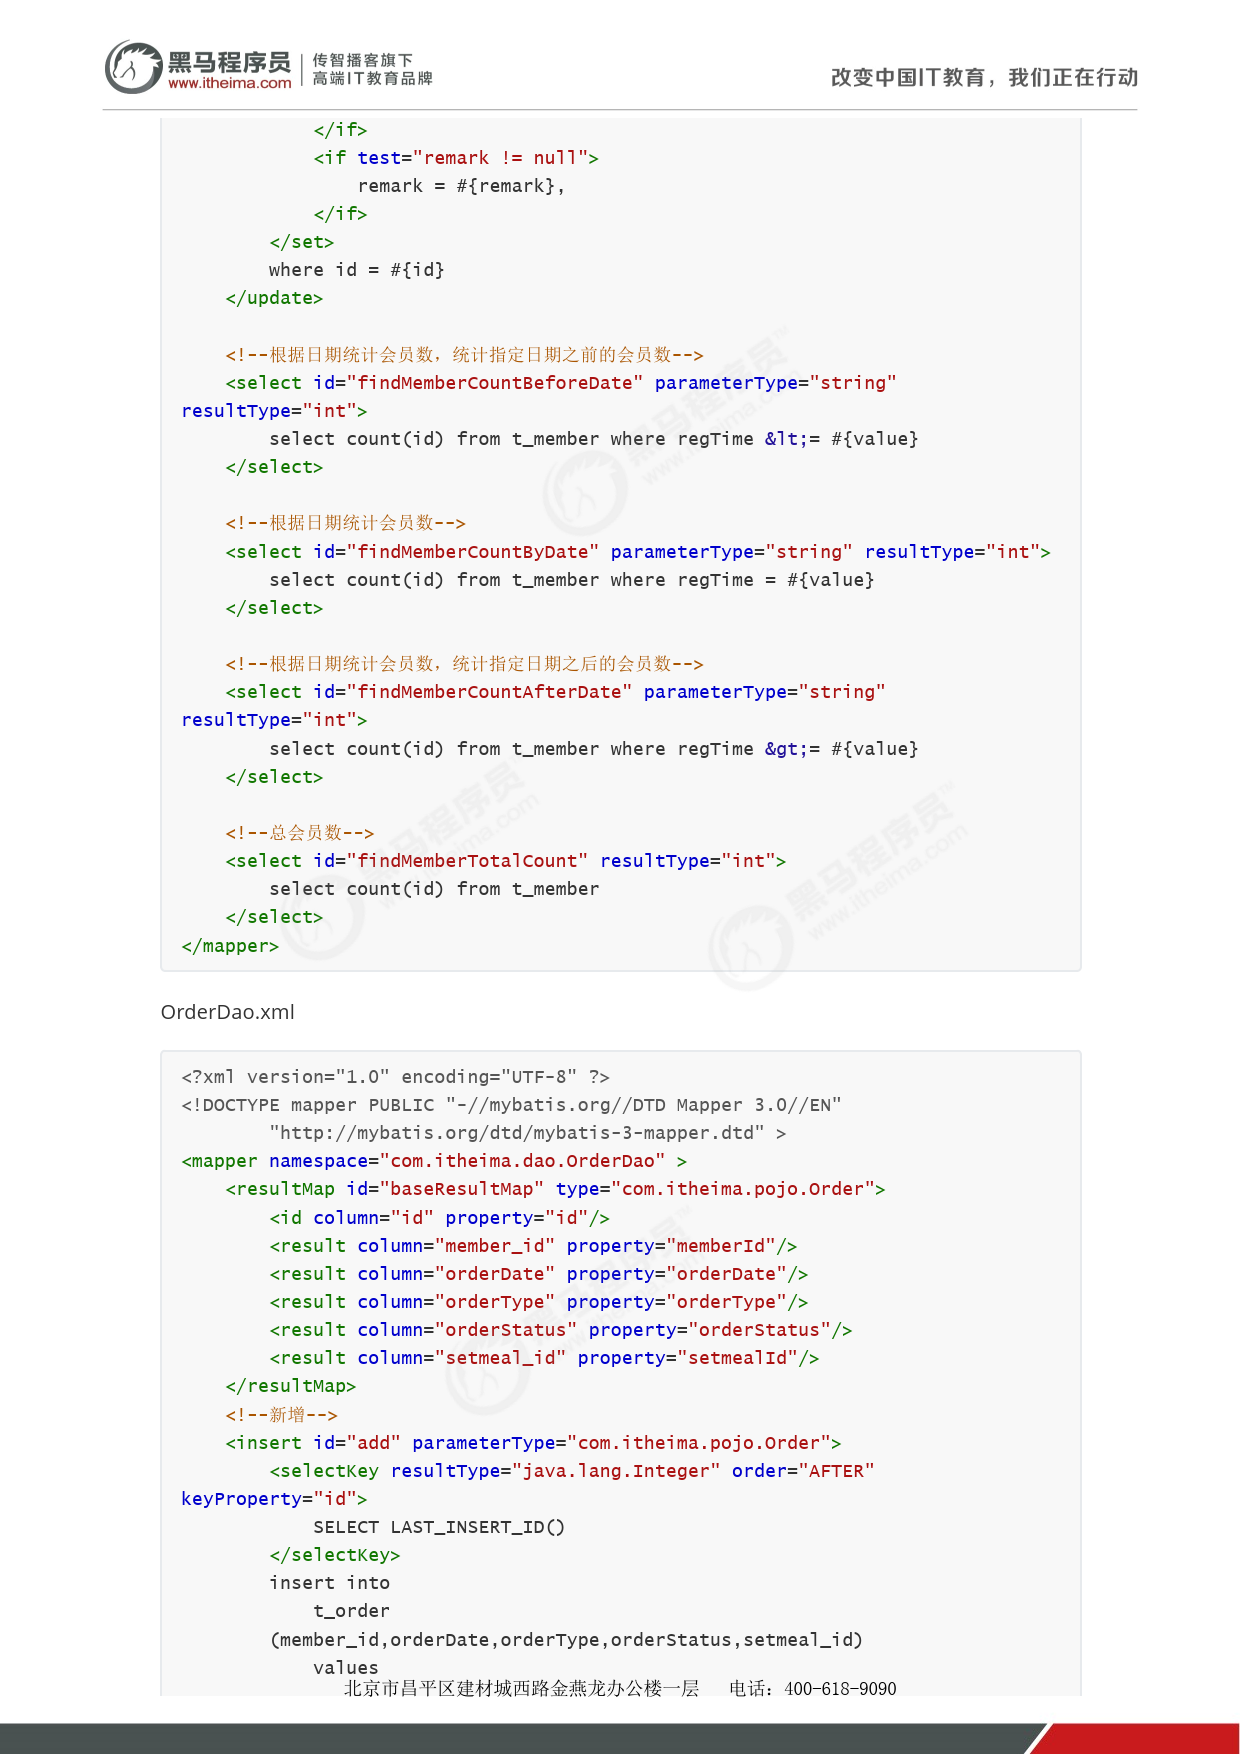 黑马程序员 传智播客旗下
www.itheima.com 高端IT教育品牌
改变中国IT教育，我们正在行动
            </if>
            <if test="remark != null">
                remark = #{remark},
            </if>
        </set>
        where id = #{id}
    </update>

    <!--根据日期统计会员数，统计指定日期之前的会员数-->
    <select id="findMemberCountBeforeDate" parameterType="string"
resultType="int">
        select count(id) from t_member where regTime &lt;= #{value}
    </select>

    <!--根据日期统计会员数-->
    <select id="findMemberCountByDate" parameterType="string" resultType="int">
        select count(id) from t_member where regTime = #{value}
    </select>

    <!--根据日期统计会员数，统计指定日期之后的会员数-->
    <select id="findMemberCountAfterDate" parameterType="string"
resultType="int">
        select count(id) from t_member where regTime &gt;= #{value}
    </select>

    <!--总会员数-->
    <select id="findMemberTotalCount" resultType="int">
        select count(id) from t_member
    </select>
</mapper>
OrderDao.xml
<?xml version="1.0" encoding="UTF-8" ?>
<!DOCTYPE mapper PUBLIC "-//mybatis.org//DTD Mapper 3.0//EN"
        "http://mybatis.org/dtd/mybatis-3-mapper.dtd" >
<mapper namespace="com.itheima.dao.OrderDao" >
    <resultMap id="baseResultMap" type="com.itheima.pojo.Order">
        <id column="id" property="id"/>
        <result column="member_id" property="memberId"/>
        <result column="orderDate" property="orderDate"/>
        <result column="orderType" property="orderType"/>
        <result column="orderStatus" property="orderStatus"/>
        <result column="setmeal_id" property="setmealId"/>
    </resultMap>
    <!--新增-->
    <insert id="add" parameterType="com.itheima.pojo.Order">
        <selectKey resultType="java.lang.Integer" order="AFTER"
keyProperty="id">
            SELECT LAST_INSERT_ID()
        </selectKey>
        insert into
            t_order
        (member_id,orderDate,orderType,orderStatus,setmeal_id)
            values
北京市昌平区建材城西路金燕龙办公楼一层 电话：400-618-9090